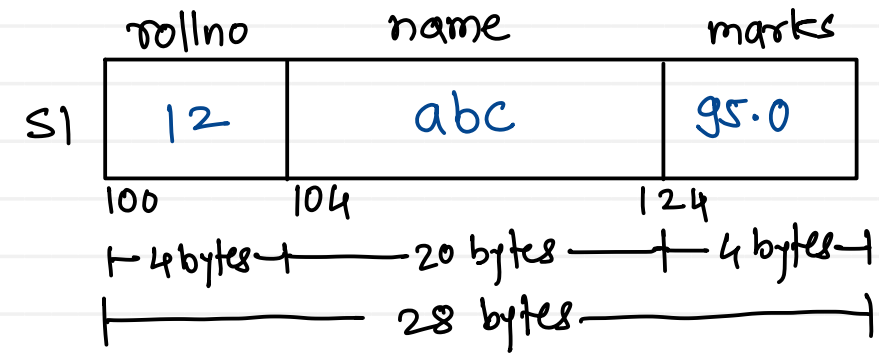 rollno name marks
S1 12 abc 95.0
100 104 124
4 bytes 20 bytes 4 bytes
28 bytes